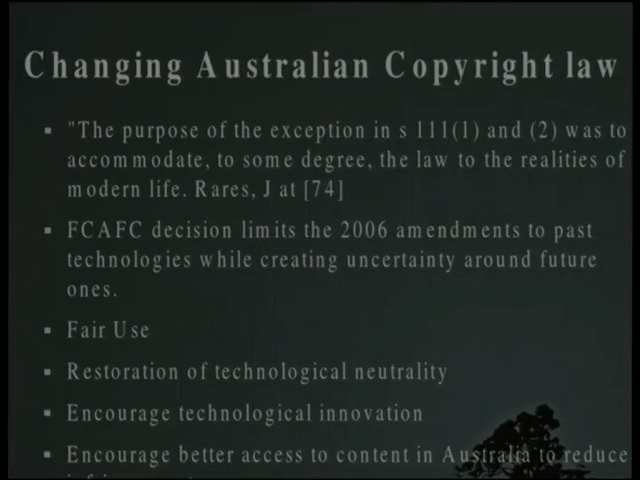 Changing Australian Copyright law
▪ "The purpose of the exception in s 111(1) and (2) was to
accommodate, to some degree, the law to the realities of
modern life. Rares, J at [74]
▪ FCAFC decision limits the 2006 amendments to past
technologies while creating uncertainty around future
ones.
▪ Fair Use
▪ Restoration of technological neutrality
▪ Encourage technological innovation
▪ Encourage better access to content in Australia to reduce